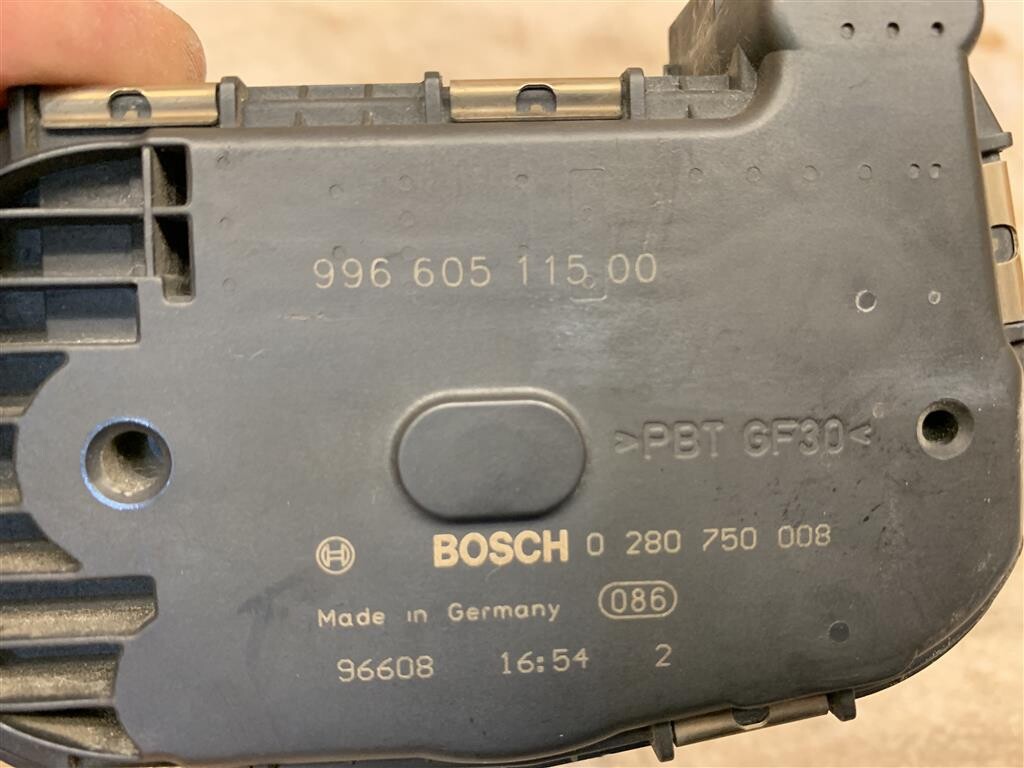 996 605 115 00
>PBT GF30<
BOSCH 0 280 750 008
Made in Germany 086
96608 16:54 2